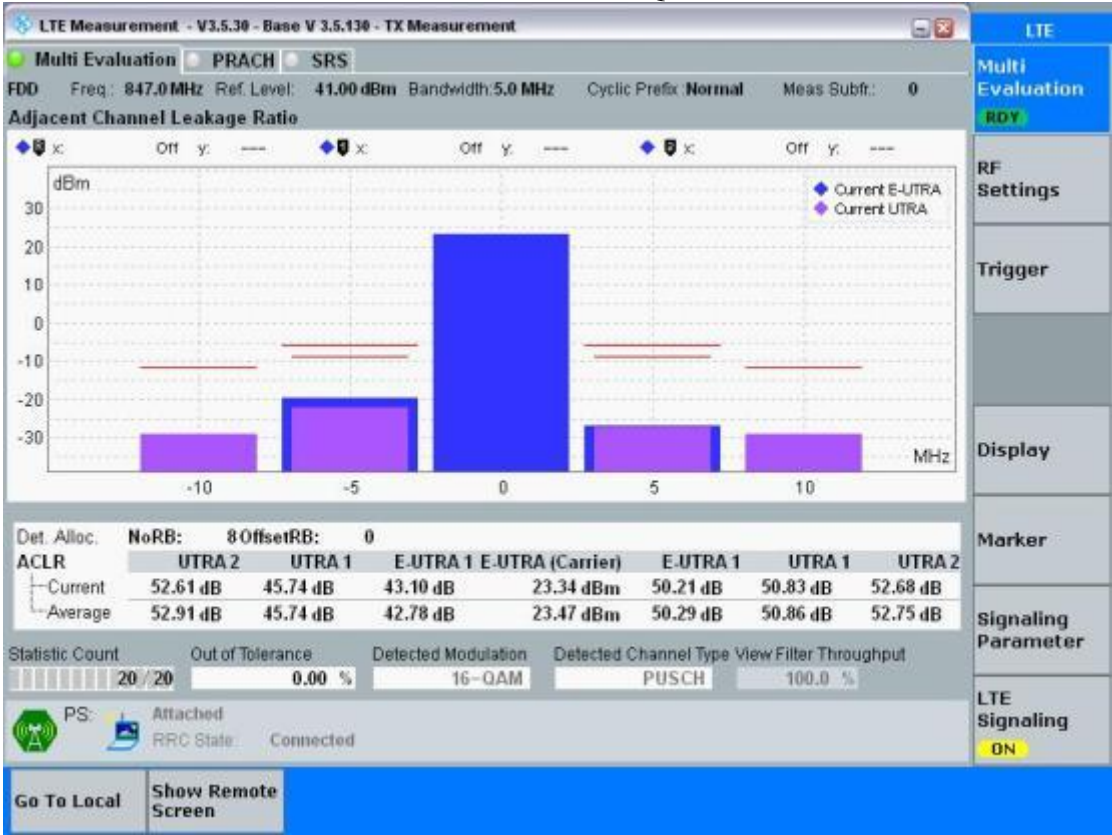 LTE Measurement - V3.5.30 - Base V 3.5.130 - TX Measurement
LTE
Multi Evaluation PRACH SRS
Multi
Evaluation
RDY
FDD Freq.: 847.0 MHz Ref. Level: 41.00 dBm Bandwidth: 5.0 MHz Cyclic Prefix: Normal Meas Subfr.: 0
Adjacent Channel Leakage Ratio
x: Off y: --- x: Off y: --- x: Off y: ---
dBm
Current E-UTRA
Current UTRA
30
20
10
0
-10
-20
-30
MHz
-10 -5 0 5 10
RF
Settings
Trigger
Display
Marker
Signaling
Parameter
LTE
Signaling
ON
Det. Alloc. NoRB: 8 OffsetRB: 0
ACLR UTRA 2 UTRA 1 E-UTRA 1 E-UTRA (Carrier) E-UTRA 1 UTRA 1 UTRA 2
Current 52.61 dB 45.74 dB 43.10 dB 23.34 dBm 50.21 dB 50.83 dB 52.68 dB
Average 52.91 dB 45.74 dB 42.78 dB 23.47 dBm 50.29 dB 50.86 dB 52.75 dB
Statistic Count Out of Tolerance Detected Modulation Detected Channel Type View Filter Throughput
20 / 20 0.00 % 16-QAM PUSCH 100.0 %
PS: Attached
RRC State: Connected
Go To Local
Show Remote
Screen